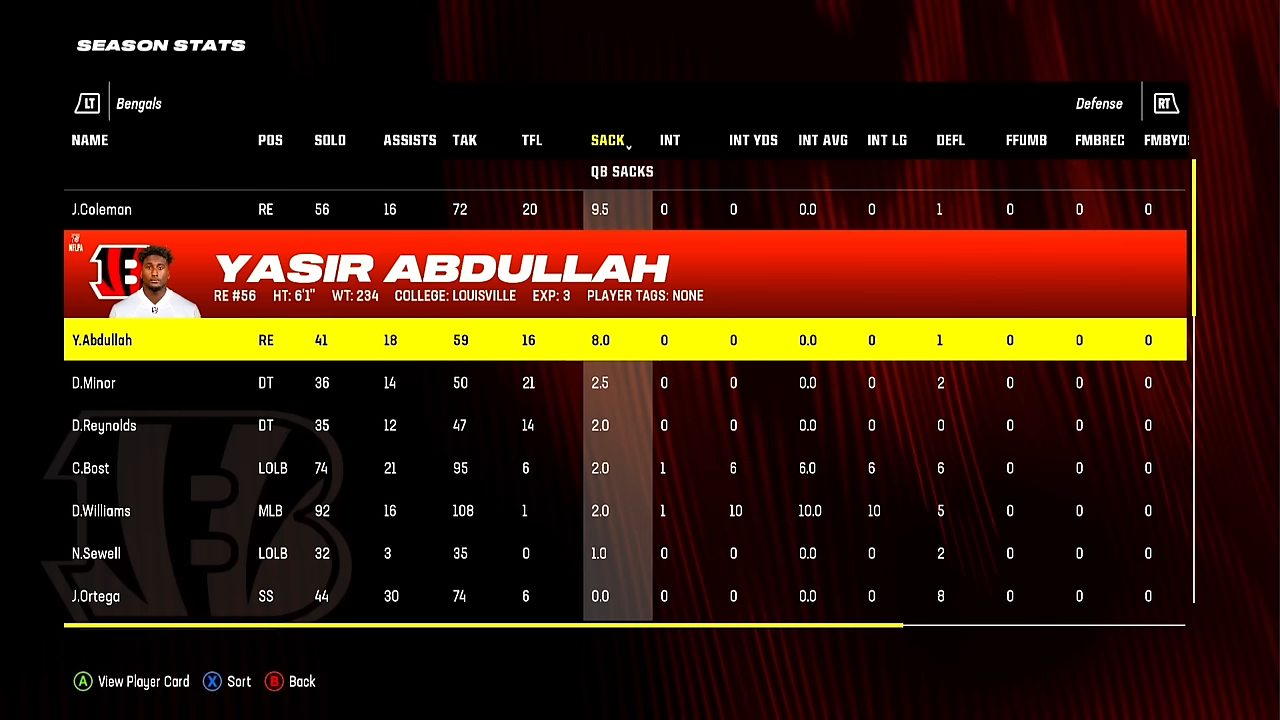 SEASON STATS
LT Bengals Defense RT
NAME POS SOLO ASSISTS TAK TFL SACK INT INT YDS INT AVG INT LG DEFL FFUMB FMBREC FMBYDS
QB SACKS
J.Coleman RE 56 16 72 20 9.5 0 0 0.0 0 1 0 0 0
NFLPA
YASIR ABDULLAH
RE #56 HT: 6'1" WT: 234 COLLEGE: LOUISVILLE EXP: 3 PLAYER TAGS: NONE
Y.Abdullah RE 41 18 59 16 8.0 0 0 0.0 0 1 0 0 0
D.Minor DT 36 14 50 21 2.5 0 0 0.0 0 2 0 0 0
D.Reynolds DT 35 12 47 14 2.0 0 0 0.0 0 0 0 0 0
C.Bost LOLB 74 21 95 6 2.0 1 6 6.0 6 6 0 0 0
D.Williams MLB 92 16 108 1 2.0 1 10 10.0 10 5 0 0 0
N.Sewell LOLB 32 3 35 0 1.0 0 0 0.0 0 2 0 0 0
J.Ortega SS 44 30 74 6 0.0 0 0 0.0 0 8 0 0 0
A View Player Card X Sort B Back